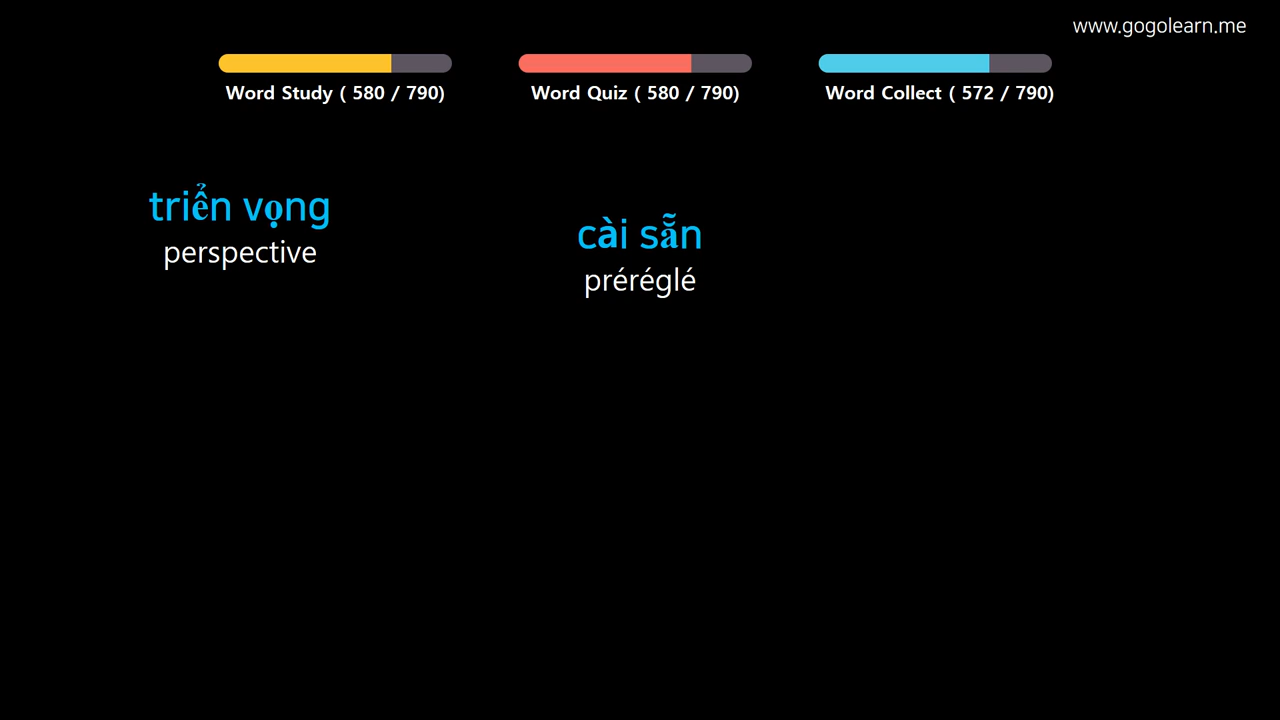 www.gogolearn.me
Word Study ( 580 / 790)
Word Quiz ( 580 / 790)
Word Collect ( 572 / 790)
triển vọng
perspective
cài sẵn
préréglé